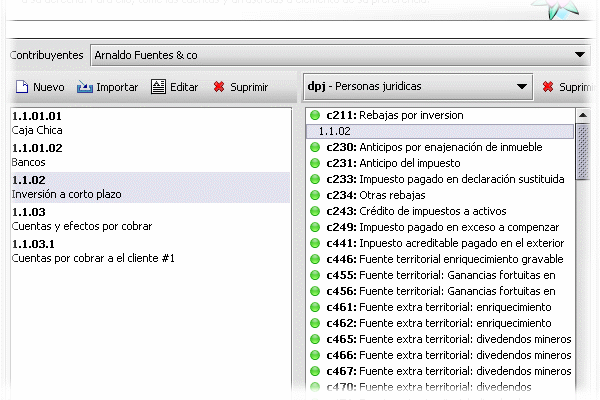 Contribuyentes Arnaldo Fuentes & co
Nuevo Importar Editar Suprimir
dpj - Personas juridicas
1.1.01.01
Caja Chica
1.1.01.02
Bancos
1.1.02
Inversión a corto plazo
1.1.03
Cuentas y efectos por cobrar
1.1.03.1
Cuentas por cobrar a el cliente #1
c211: Rebajas por inversion
1.1.02
c230: Anticipos por enajenación de inmueble
c231: Anticipo del impuesto
c233: Impuesto pagado en declaración sustituida
c234: Otras rebajas
c243: Crédito de impuestos a activos
c249: Impuesto pagado en exceso a compenzar
c441: Inpuesto acreditable pagado en el exterior
c446: Fuente territorial enriquecimiento gravable
c455: Fuente territorial: Ganancias fortuitas en
c456: Fuente territorial: Ganancias fortuitas en
c461: Fuente extra territorial: enriquecimiento
c462: Fuente extra territorial: enriquecimiento
c465: Fuente extra territorial: divedendos mineros
c466: Fuente extra territorial: divedendos mineros
c467: Fuente extra territorial: divedendos mineros
c470: Fuente extra territorial: divedendos